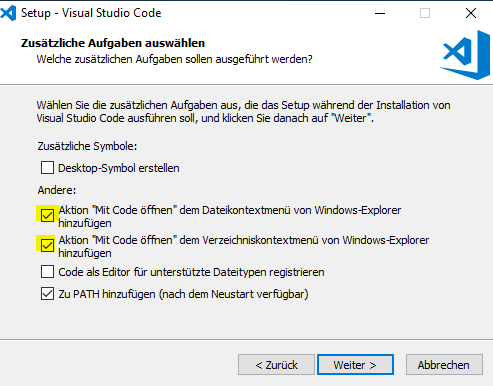 Setup - Visual Studio Code
Zusätzliche Aufgaben auswählen
Welche zusätzlichen Aufgaben sollen ausgeführt werden?
Wählen Sie die zusätzlichen Aufgaben aus, die das Setup während der Installation von
Visual Studio Code ausführen soll, und klicken Sie danach auf "Weiter".
Zusätzliche Symbole:
Desktop-Symbol erstellen
Andere:
Aktion "Mit Code öffnen" dem Dateikontextmenü von Windows-Explorer
hinzufügen
Aktion "Mit Code öffnen" dem Verzeichniskontextmenü von Windows-Explorer
hinzufügen
Code als Editor für unterstützte Dateitypen registrieren
Zu PATH hinzufügen (nach dem Neustart verfügbar)
< Zurück
Weiter >
Abbrechen